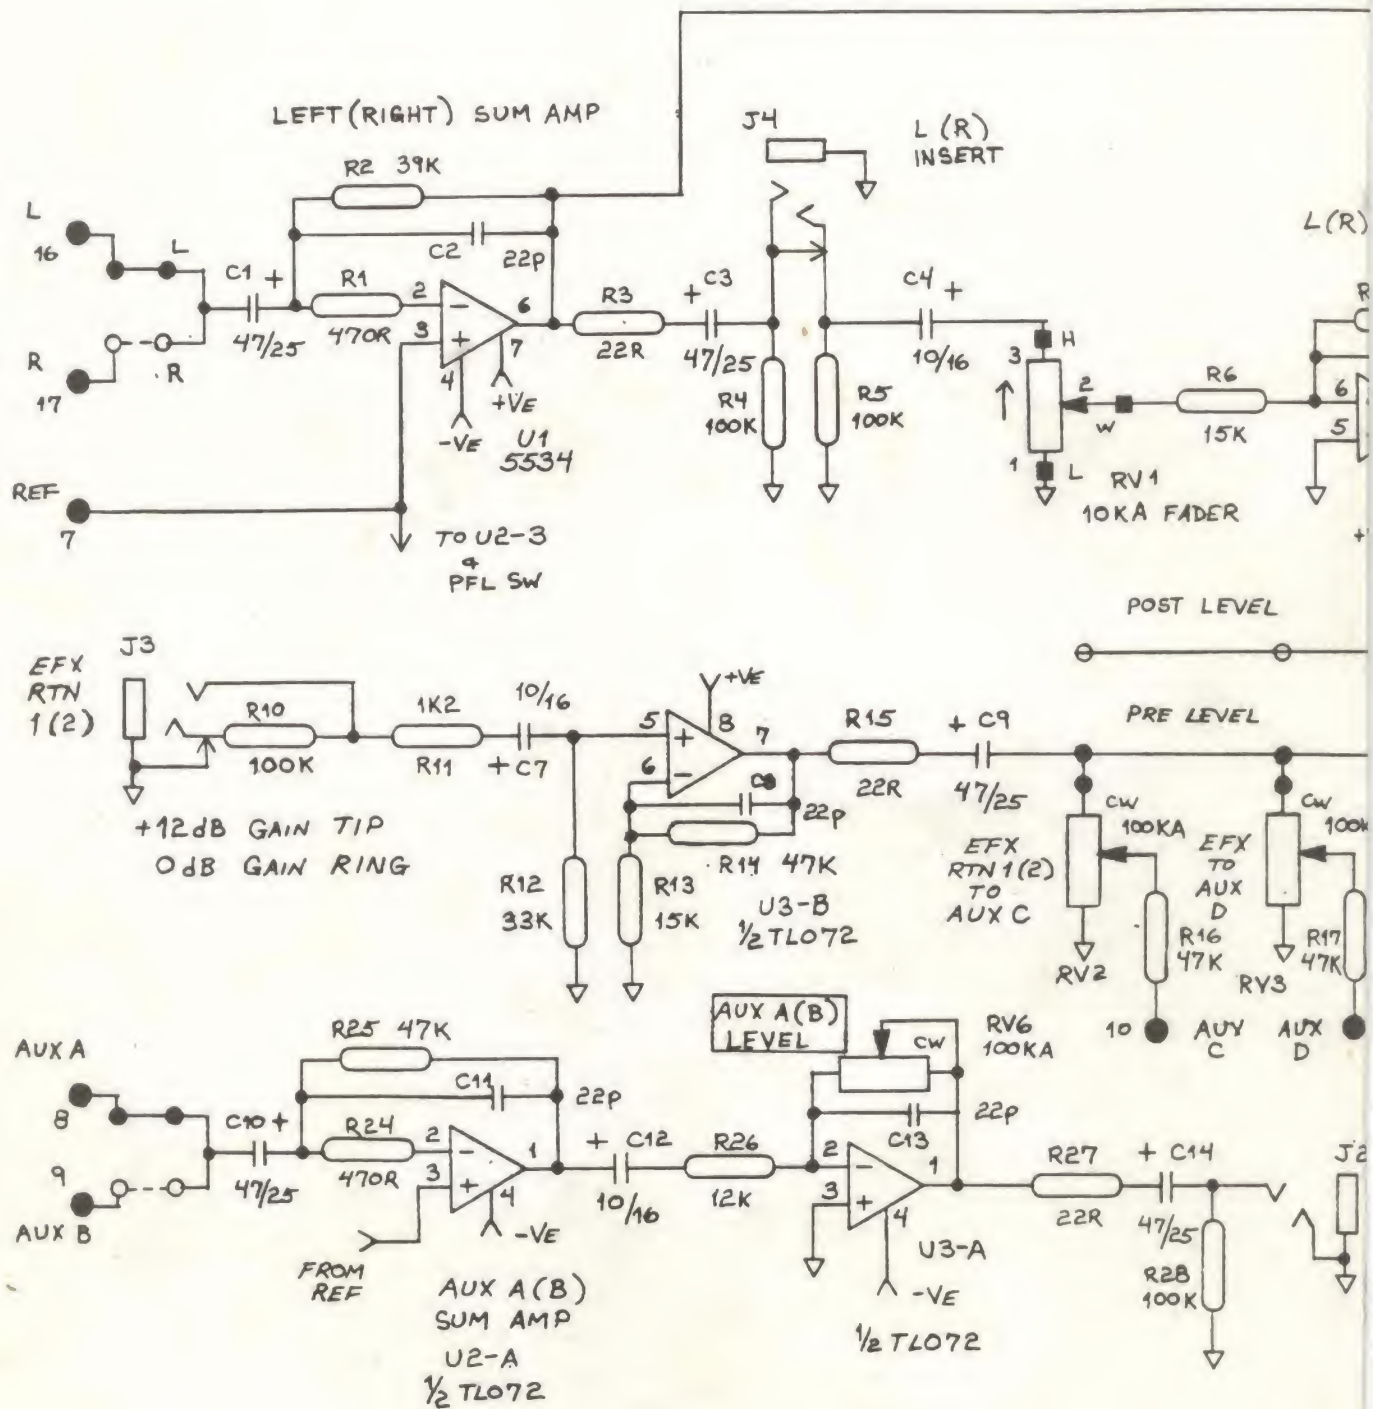 LEFT (RIGHT) SUM AMP
J4
L (R)
INSERT
R2 39K
L
16
L
C2
22P
L(R)
C1 +
47/25
R1
470R
2
-
3
+
6
7
4
+VE
-VE
U1
5534
R3
22R
+ C3
47/25
R4
100K
R5
100K
C4 +
10/16
3
H
2
W
1
L
RV1
10KA FADER
R6
15K
6
5
R
17
R
REF
7
TO U2-3
&
PFL SW
POST LEVEL
PRE LEVEL
EFX
RTN
1(2)
J3
R10
100K
1K2
R11
10/16
+ C7
+12dB GAIN TIP
0dB GAIN RING
R12
33K
+VE
5
+
8
7
6
-
C8
22P
R14 47K
R13
15K
U3-B
1/2 TL072
R15
22R
+ C9
47/25
CW
100KA
EFX
RTN 1(2)
TO
AUX C
RV2
R16
47K
10
AUX
C
CW
100K
EFX
TO
AUX
D
RV3
R17
47K
AUX
D
AUX A
8
9
AUX B
C10 +
47/25
R25 47K
C11
22P
R24
470R
2
-
3
+
1
4
-VE
FROM
REF
AUX A(B)
SUM AMP
U2-A
1/2 TL072
+ C12
10/16
R26
12K
AUX A(B)
LEVEL
CW
RV6
100KA
C13
22P
2
-
3
+
1
4
-VE
U3-A
1/2 TL072
R27
22R
+ C14
47/25
R28
100K
J2